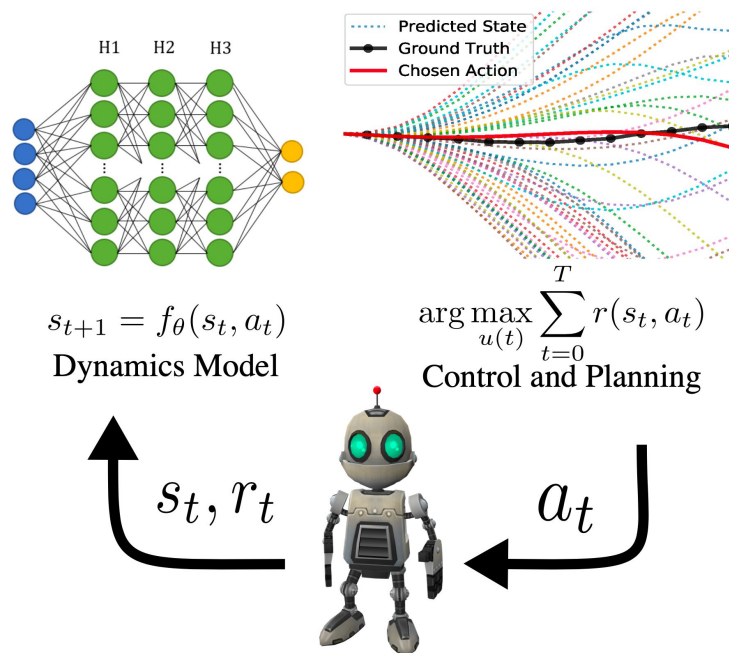 H1 H2 H3
Predicted State
Ground Truth
Chosen Action
s_{t+1} = f_θ(s_t, a_t)
Dynamics Model
arg max_{u(t)} ∑_{t=0}^{T} r(s_t, a_t)
Control and Planning
s_t, r_t
a_t